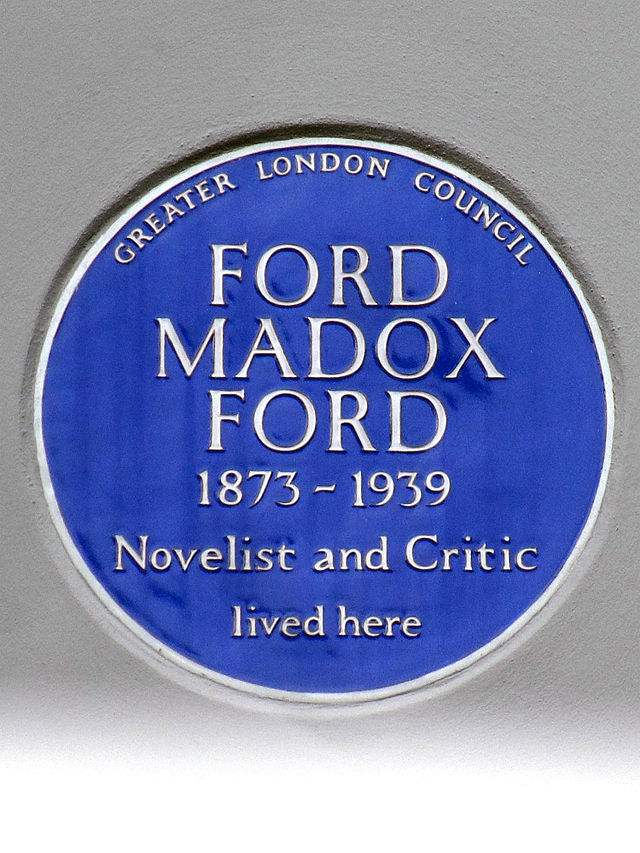 GREATER LONDON COUNCIL
FORD
MADOX
FORD
1873 - 1939
Novelist and Critic
lived here